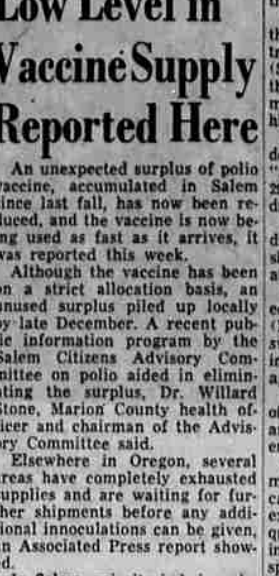 Low Level in
Vaccine Supply
Reported Here
An unexpected surplus of polio
vaccine, accumulated in Salem
since last fall, has now been re-
duced, and the vaccine is now be-
ing used as fast as it arrives, it
was reported this week.
Although the vaccine has been
on a strict allocation basis, an
unused surplus piled up locally
by late December. A recent pub-
lic information program by the
Salem Citizens Advisory Com-
mittee on polio aided in elimin-
ating the surplus, Dr. Willard
Stone, Marion County health of-
ficer and chairman of the Advis-
ory Committee said.
Elsewhere in Oregon, several
areas have completely exhausted
supplies and are waiting for fur-
ther shipments before any addi-
tional innoculations can be given,
an Associated Press report show-
ed.